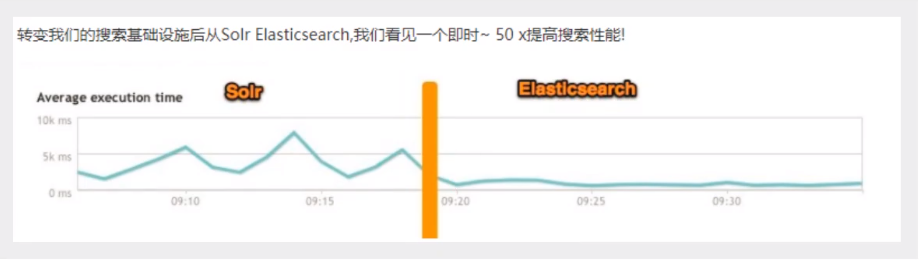 转变我们的搜索基础设施后从Solr Elasticsearch,我们看见一个即时~ 50 x提高搜索性能!
Solr
Elasticsearch
Average execution time
10k ms
5k ms
0 ms
09:10 09:15 09:20 09:25 09:30